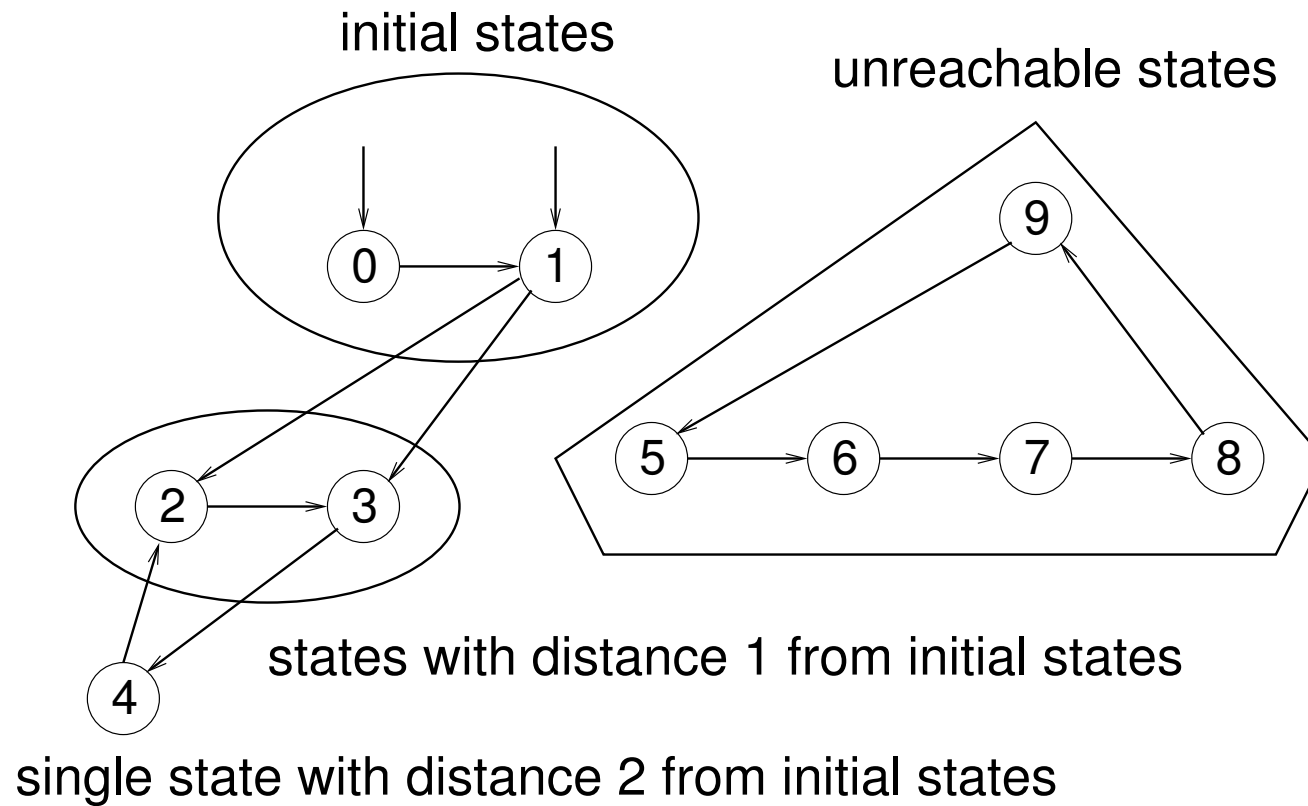 initial states
unreachable states
9
0 1
5 6 7 8
2 3
states with distance 1 from initial states
4
single state with distance 2 from initial states